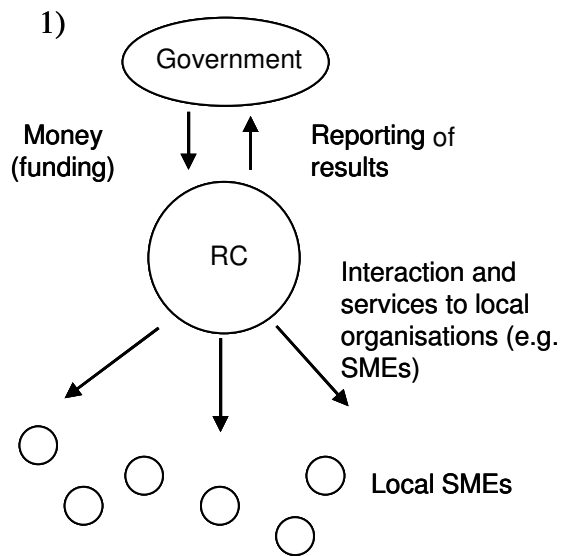 1)
Government
Money
(funding)
Reporting of
results
RC
Interaction and
services to local
organisations (e.g.
SMEs)
Local SMEs